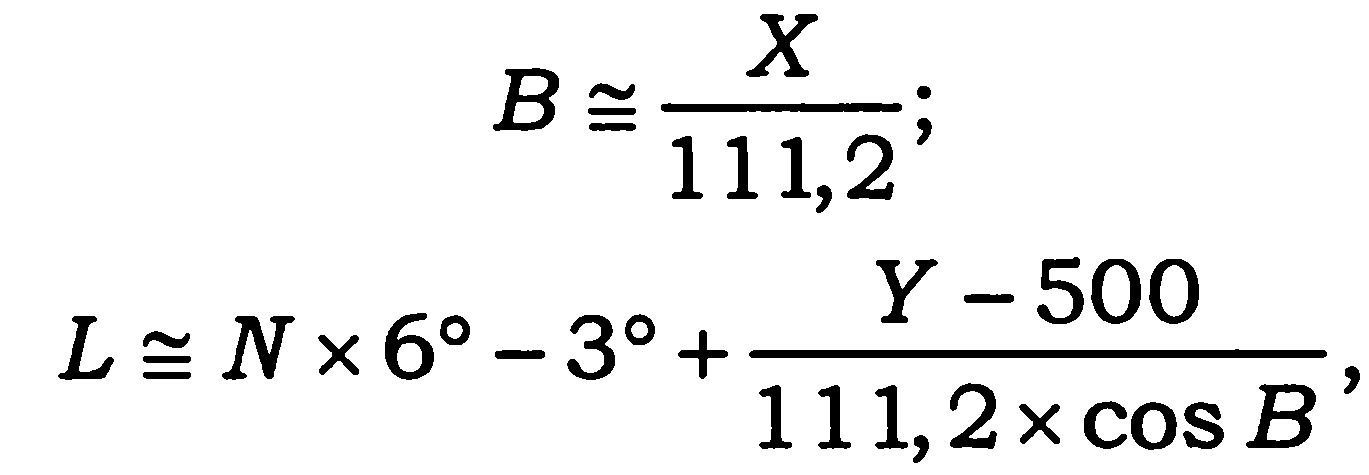 B ≅ X / 111,2;
L ≅ N × 6° − 3° + (Y − 500) / (111,2 × cos B),